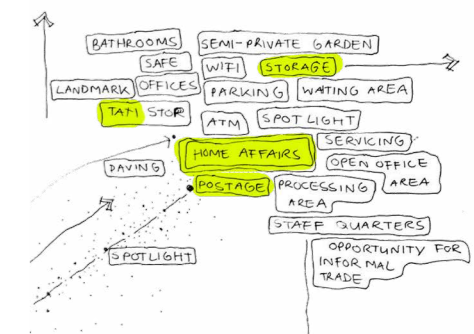 BATHROOMS SEMI-PRIVATE GARDEN
SAFE WIFI STORAGE
LANDMARK OFFICES PARKING WATING AREA
TAXI STOP
ATM SPOTLIGHT
SERVICING
HOME AFFAIRS
OPEN OFFICE
AREA
DAVING
POSTAGE PROCESSING
AREA
STAFF QUARTERS
SPOTLIGHT
OPPORTUNITY FOR
INFORMAL
TRADE